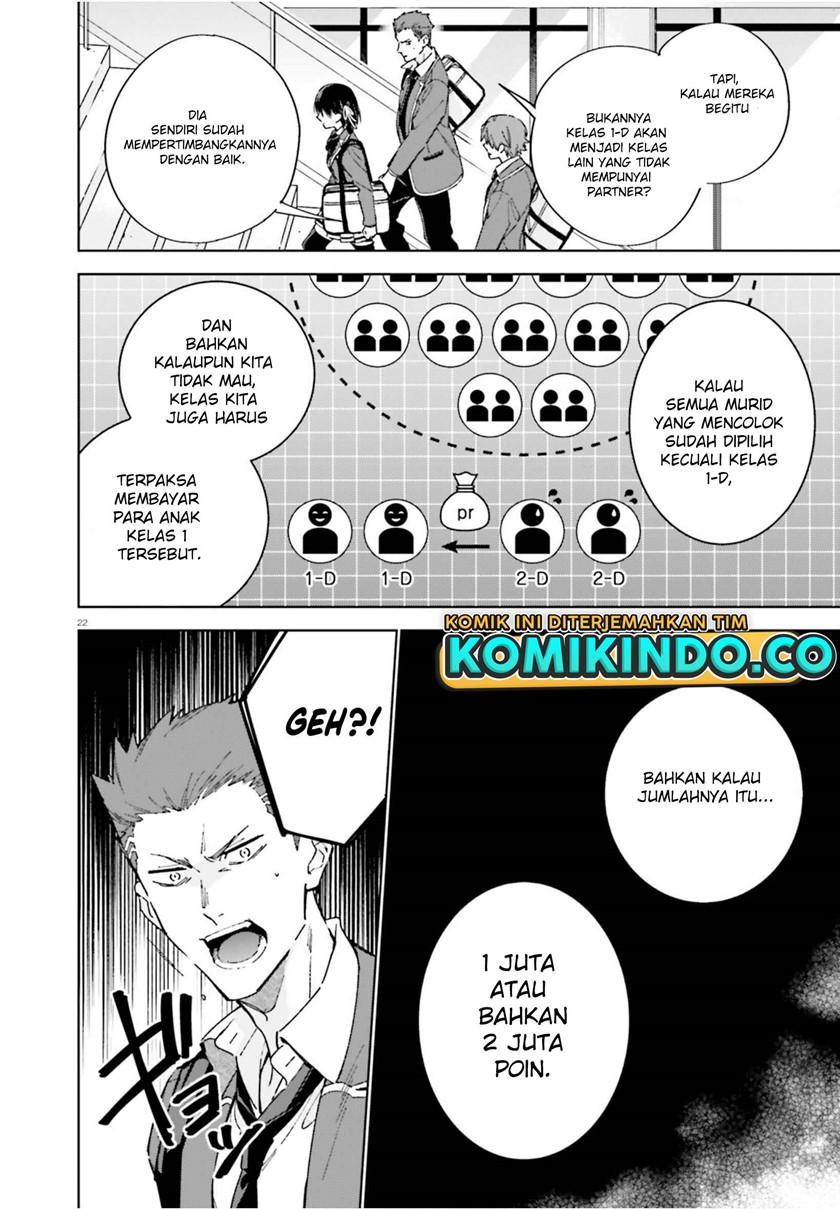 TAPI,
KALAU MEREKA
BEGITU
BUKANNYA
KELAS 1-D AKAN
MENJADI KELAS
LAIN YANG TIDAK
MEMPUNYAI
PARTNER?
DIA
SENDIRI SUDAH
MEMPERTIMBANGKANNYA
DENGAN BAIK.
KALAU
SEMUA MURID
YANG MENCOLOK
SUDAH DIPILIH
KECUALI KELAS
1-D,
DAN
BAHKAN
KALAUPUN KITA
TIDAK MAU,
KELAS KITA
JUGA HARUS
TERPAKSA
MEMBAYAR
PARA ANAK
KELAS 1
TERSEBUT.
pr
1-D
1-D
2-D
2-D
22
KOMIK INI DITERJEMAHKAN TIM
KOMIKINDO.CO
BAHKAN KALAU
JUMLAHNYA ITU...
1 JUTA
ATAU
BAHKAN
2 JUTA
POIN.
GEH?!
ギョッ